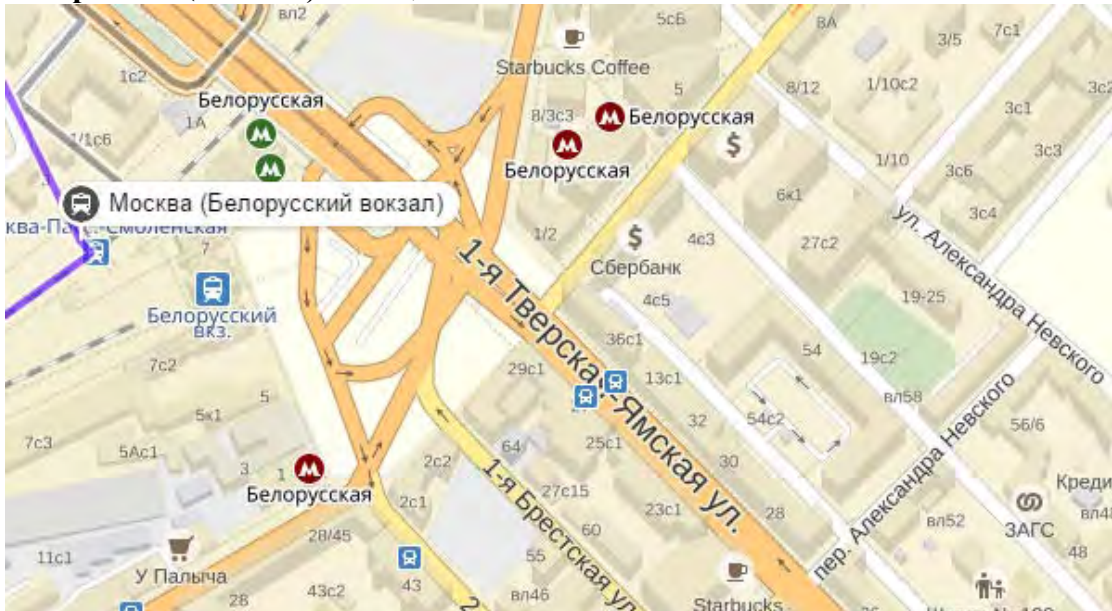 вл2
5сБ
8А
7с1
3/5
Starbucks Coffee
1с2
5
8/12
1/10с2
3с1
Белорусская
1А
8/3с3
Белорусская
3с3
1/1с6
Белорусская
1/10
3с6
6к1
Москва (Белорусский вокзал)
3с4
Смоленская
7
1/2
4с3
27с2
ул. Александра Невского
Сбербанк
1-я Тверская-Ямская ул.
19-25
Белорусский
вкз.
4с5
36с1
54
19с2
7с2
29с1
13с1
5
вл58
5к1
32
54с2
56/6
7с3
5Ас1
3
1
64
25с1
30
2с2
пер. Александра Невского
Белорусская
2с1
1-я Брестская ул.
27с15
23с1
28
вл52
ЗАГС
28/45
60
48
11с1
У Палыча
55
43с2
43
вл46
28
2
Starbucks